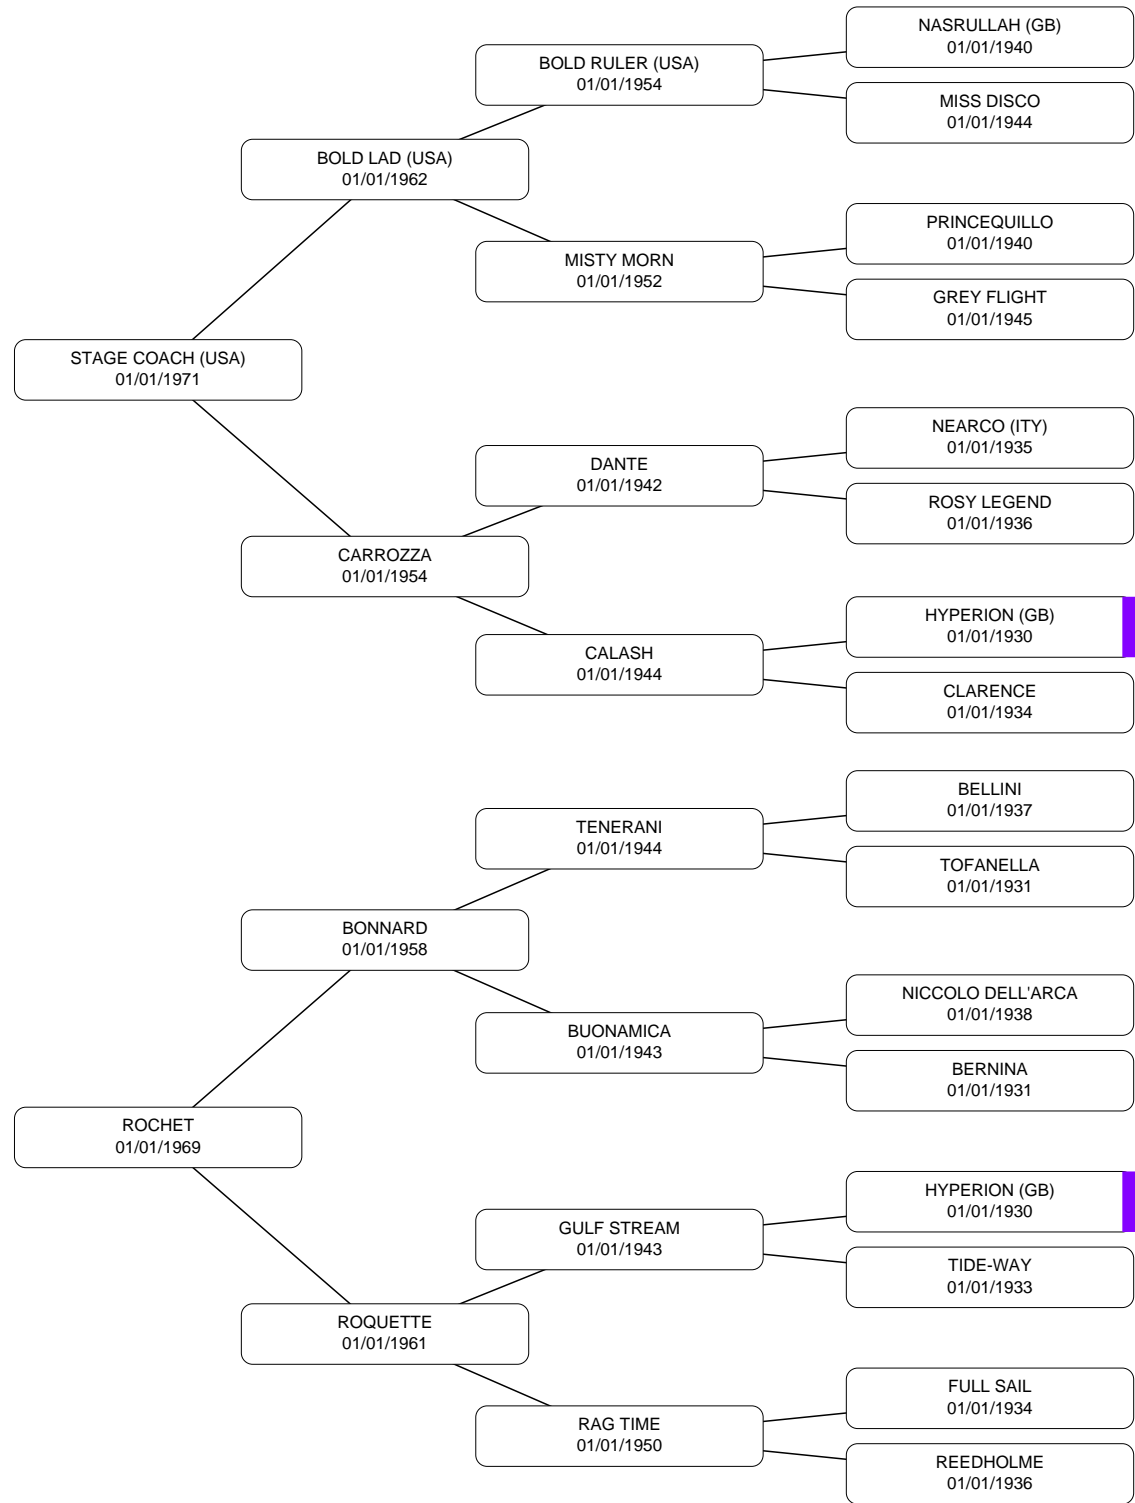 NASRULLAH (GB)
01/01/1940
BOLD RULER (USA)
01/01/1954
MISS DISCO
01/01/1944
BOLD LAD (USA)
01/01/1962
PRINCEQUILLO
01/01/1940
MISTY MORN
01/01/1952
GREY FLIGHT
01/01/1945
STAGE COACH (USA)
01/01/1971
NEARCO (ITY)
01/01/1935
DANTE
01/01/1942
ROSY LEGEND
01/01/1936
CARROZZA
01/01/1954
HYPERION (GB)
01/01/1930
CALASH
01/01/1944
CLARENCE
01/01/1934
BELLINI
01/01/1937
TENERANI
01/01/1944
TOFANELLA
01/01/1931
BONNARD
01/01/1958
NICCOLO DELL'ARCA
01/01/1938
BUONAMICA
01/01/1943
BERNINA
01/01/1931
ROCHET
01/01/1969
HYPERION (GB)
01/01/1930
GULF STREAM
01/01/1943
TIDE-WAY
01/01/1933
ROQUETTE
01/01/1961
FULL SAIL
01/01/1934
RAG TIME
01/01/1950
REEDHOLME
01/01/1936